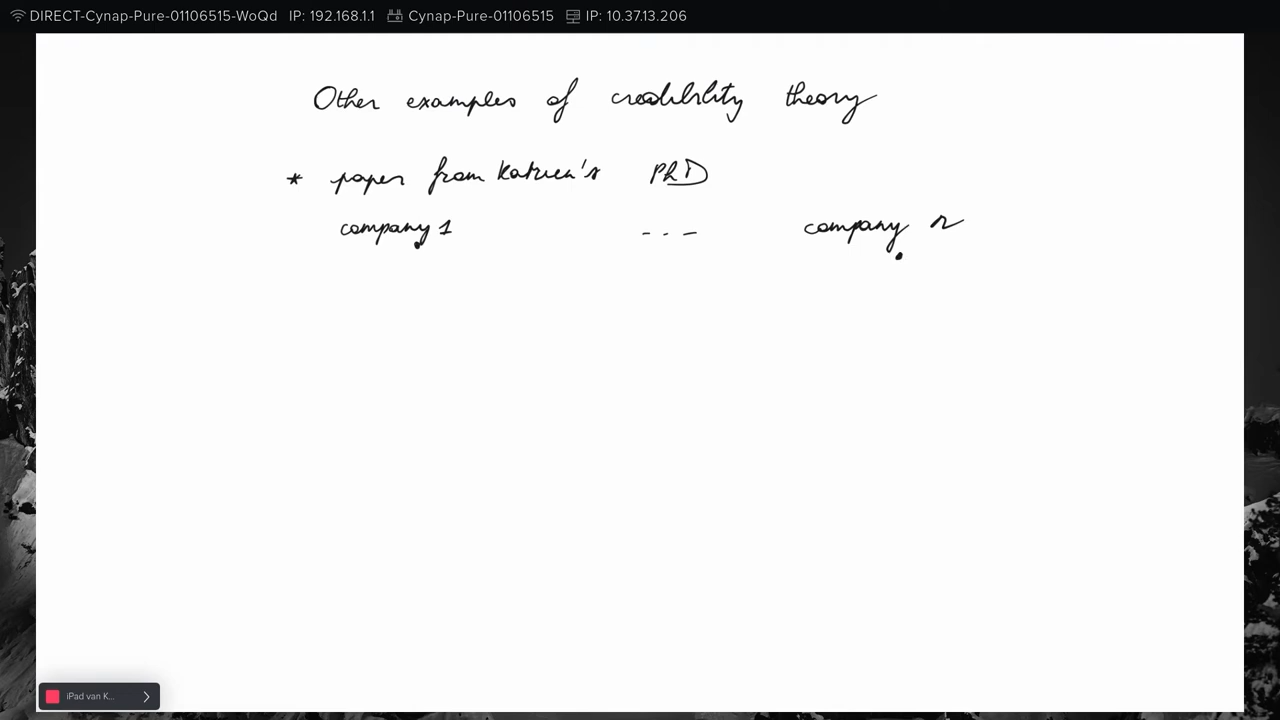 DIRECT-Cynap-Pure-01106515-WoQd IP: 192.168.1.1 Cynap-Pure-01106515 IP: 10.37.13.206
Other examples of credibility theory
* paper from Katrien's PhD
company 1 --- company n
iPad van K...